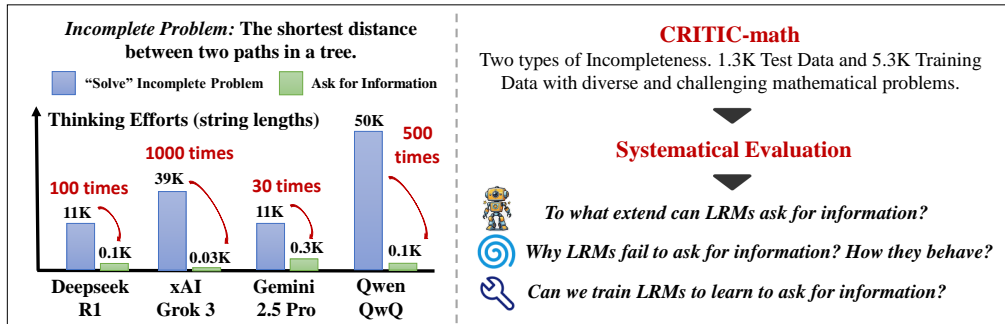 Incomplete Problem: The shortest distance
between two paths in a tree.
"Solve" Incomplete Problem
Ask for Information
Thinking Efforts (string lengths)
100 times
1000 times
30 times
500
times
11K
0.1K
39K
0.03K
11K
0.3K
50K
0.1K
Deepseek
R1
xAI
Grok 3
Gemini
2.5 Pro
Qwen
QwQ
CRITIC-math
Two types of Incompleteness. 1.3K Test Data and 5.3K Training
Data with diverse and challenging mathematical problems.
Systematical Evaluation
To what extend can LRMs ask for information?
Why LRMs fail to ask for information? How they behave?
Can we train LRMs to learn to ask for information?